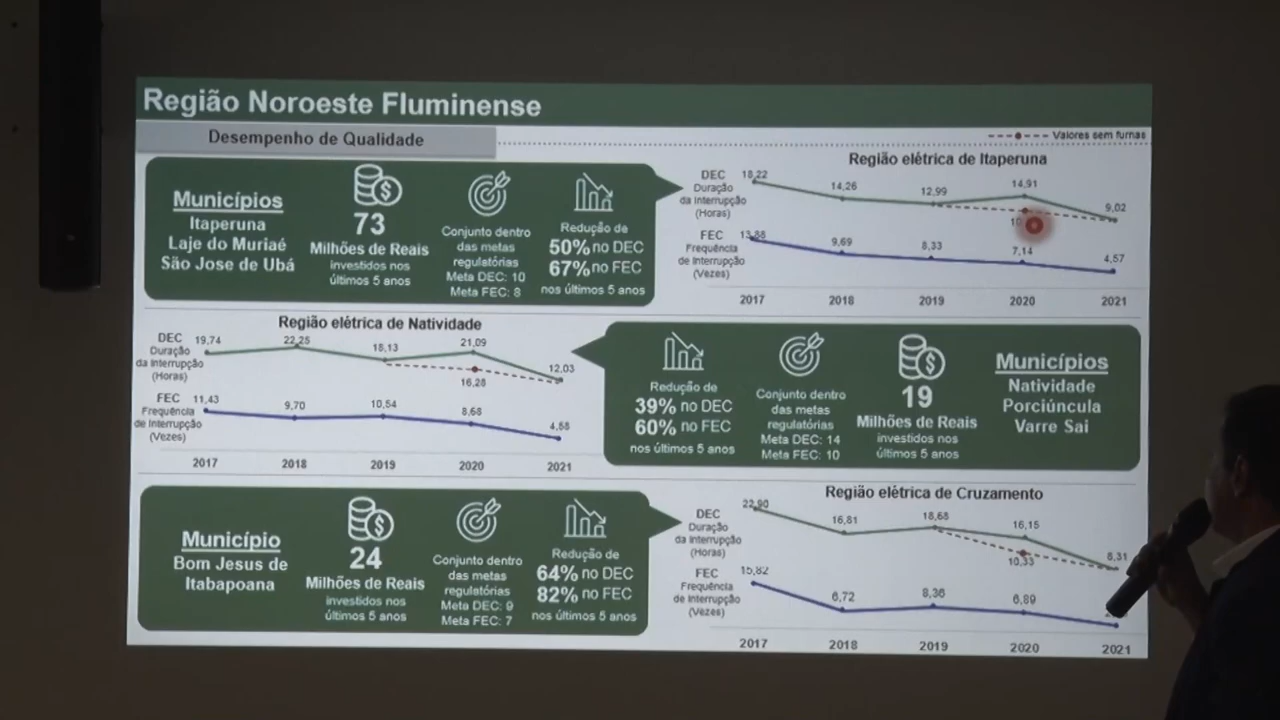 Região Noroeste Fluminense
Desempenho de Qualidade
Valores sem furnas
Municípios
Itaperuna
Laje do Muriaé
São Jose de Ubá
73
Milhões de Reais
investidos nos
últimos 5 anos
Conjunto dentro
das metas
regulatórias
Meta DEC: 10
Meta FEC: 8
Redução de
50% no DEC
67% no FEC
nos últimos 5 anos
Região elétrica de Itaperuna
DEC
Duração
da Interrupção
(Horas)
18,22
14,26
12,99
14,91
9,02
FEC
Frequência
de Interrupção
(Vezes)
13,88
9,69
8,33
7,14
4,57
2017 2018 2019 2020 2021
Região elétrica de Natividade
DEC
Duração
da Interrupção
(Horas)
19,74
22,25
18,13
21,09
16,28
12,03
FEC
Frequência
de Interrupção
(Vezes)
11,43
9,70
10,54
8,68
4,58
2017 2018 2019 2020 2021
Redução de
39% no DEC
60% no FEC
nos últimos 5 anos
Conjunto dentro
das metas
regulatórias
Meta DEC: 14
Meta FEC: 10
19
Milhões de Reais
investidos nos
últimos 5 anos
Municípios
Natividade
Porciúncula
Varre Sai
Município
Bom Jesus de
Itabapoana
24
Milhões de Reais
investidos nos
últimos 5 anos
Conjunto dentro
das metas
regulatórias
Meta DEC: 9
Meta FEC: 7
Redução de
64% no DEC
82% no FEC
nos últimos 5 anos
Região elétrica de Cruzamento
DEC
Duração
da Interrupção
(Horas)
22,90
16,81
18,68
16,15
10,33
8,31
FEC
Frequência
de Interrupção
(Vezes)
15,82
6,72
8,36
6,89
2017 2018 2019 2020 2021